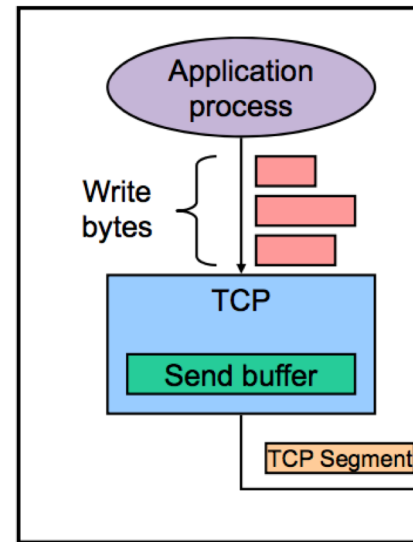 Application
process
Write
bytes
TCP
Send buffer
TCP Segment